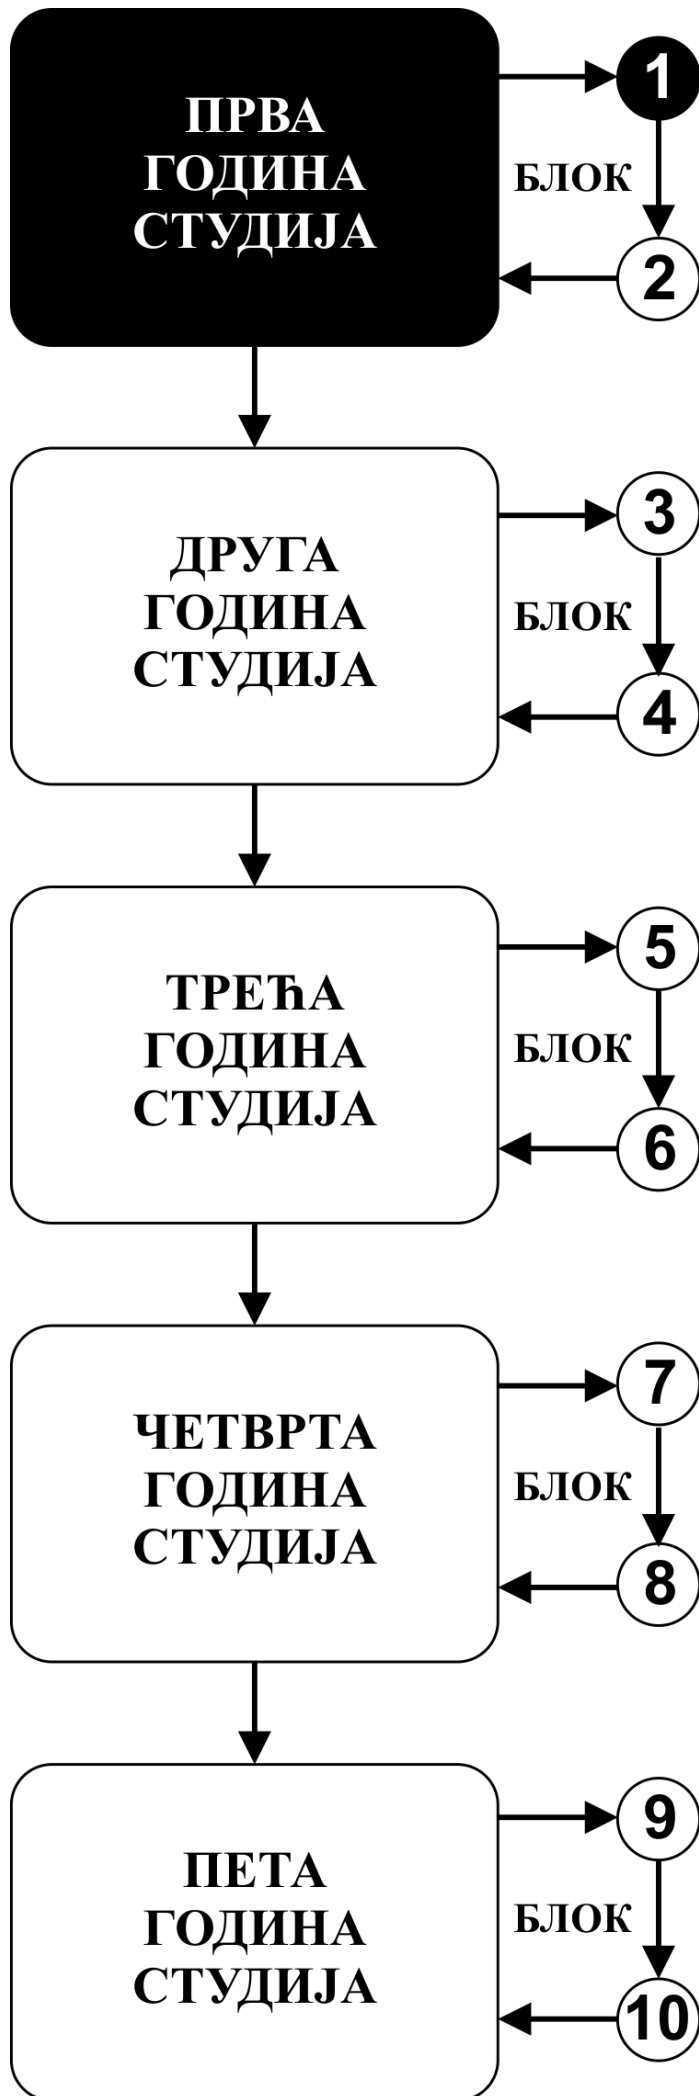 ПРВА
ГОДИНА
СТУДИЈА
1
БЛОК
2
ДРУГА
ГОДИНА
СТУДИЈА
3
БЛОК
4
ТРЕЋА
ГОДИНА
СТУДИЈА
5
БЛОК
6
ЧЕТВРТА
ГОДИНА
СТУДИЈА
7
БЛОК
8
ПЕТА
ГОДИНА
СТУДИЈА
9
БЛОК
10